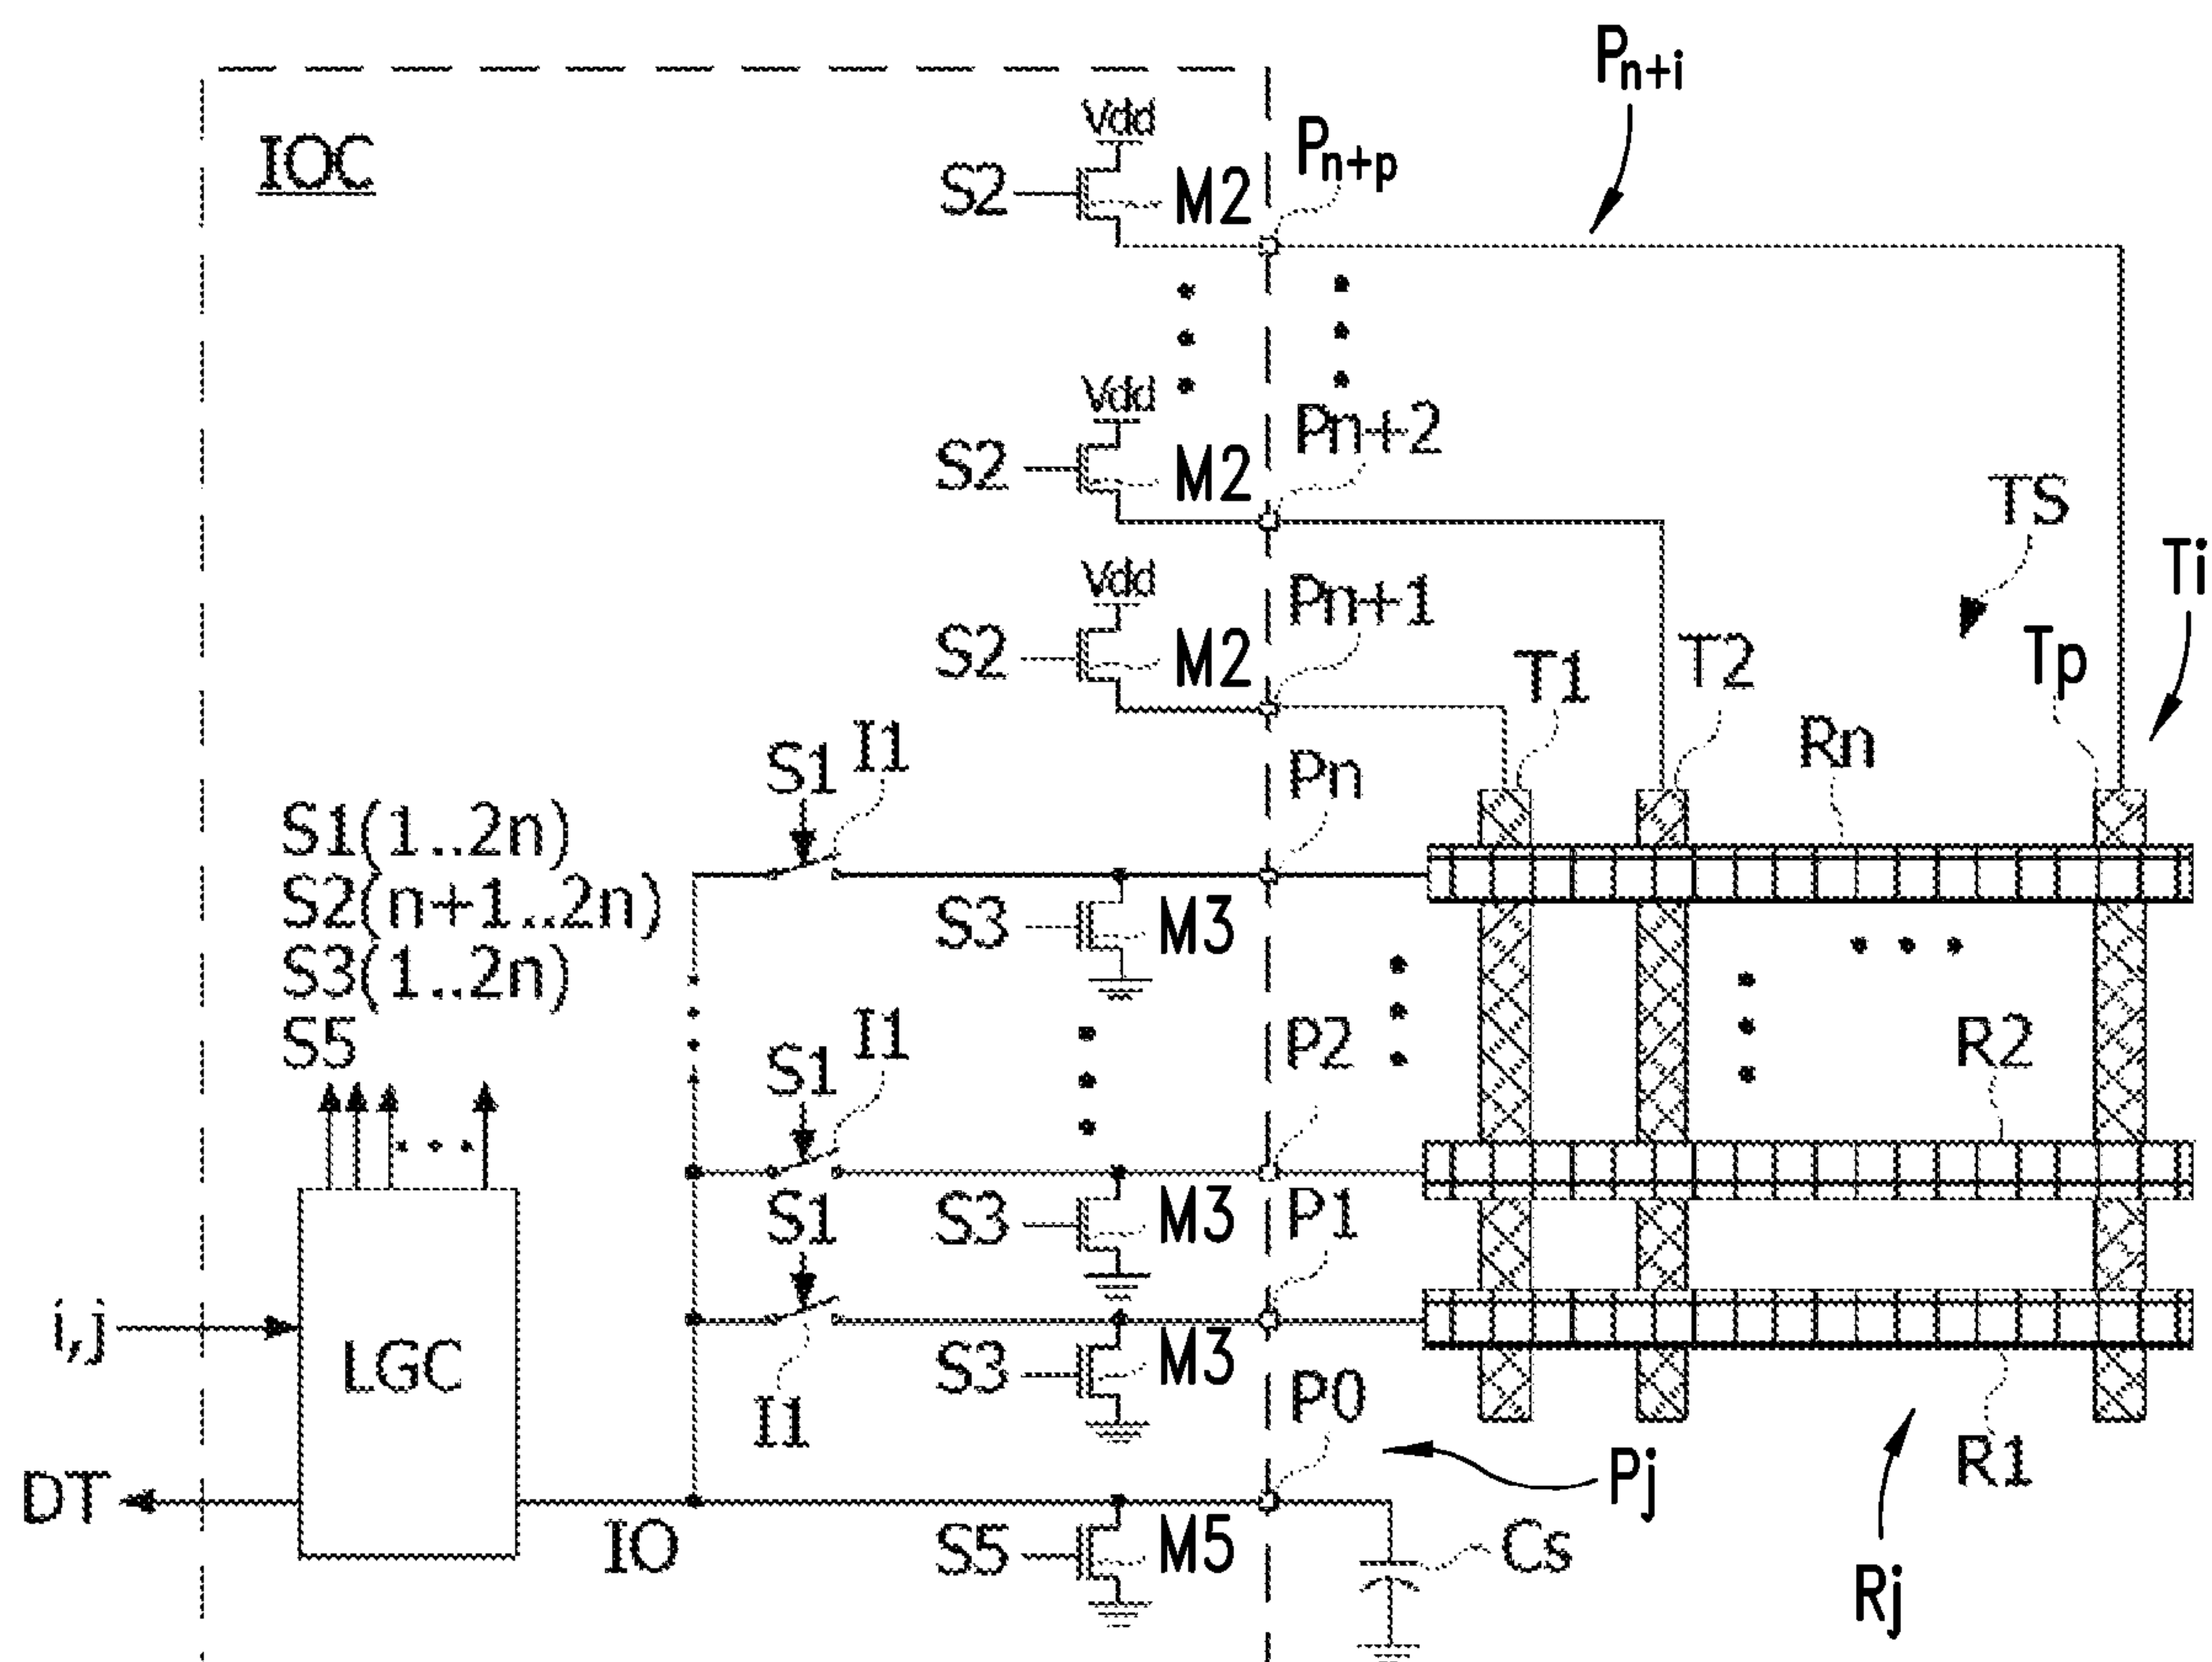 P_{n+i}
Vdd
P_{n+p}
IOC
S2
M2
Vdd
Pn+2
S2
M2
TS
Ti
Vdd
Pn+1
S2
M2
T1
T2
Tp
S1
I1
Pn
Rn
S1(1..2n)
S2(n+1..2n)
S3(1..2n)
S5
S3
M3
S1
I1
P2
R2
S1
S3
M3
P1
i,j
LGC
I1
S3
M3
P0
R1
Pj
DT
IO
S5
M5
Cs
Rj